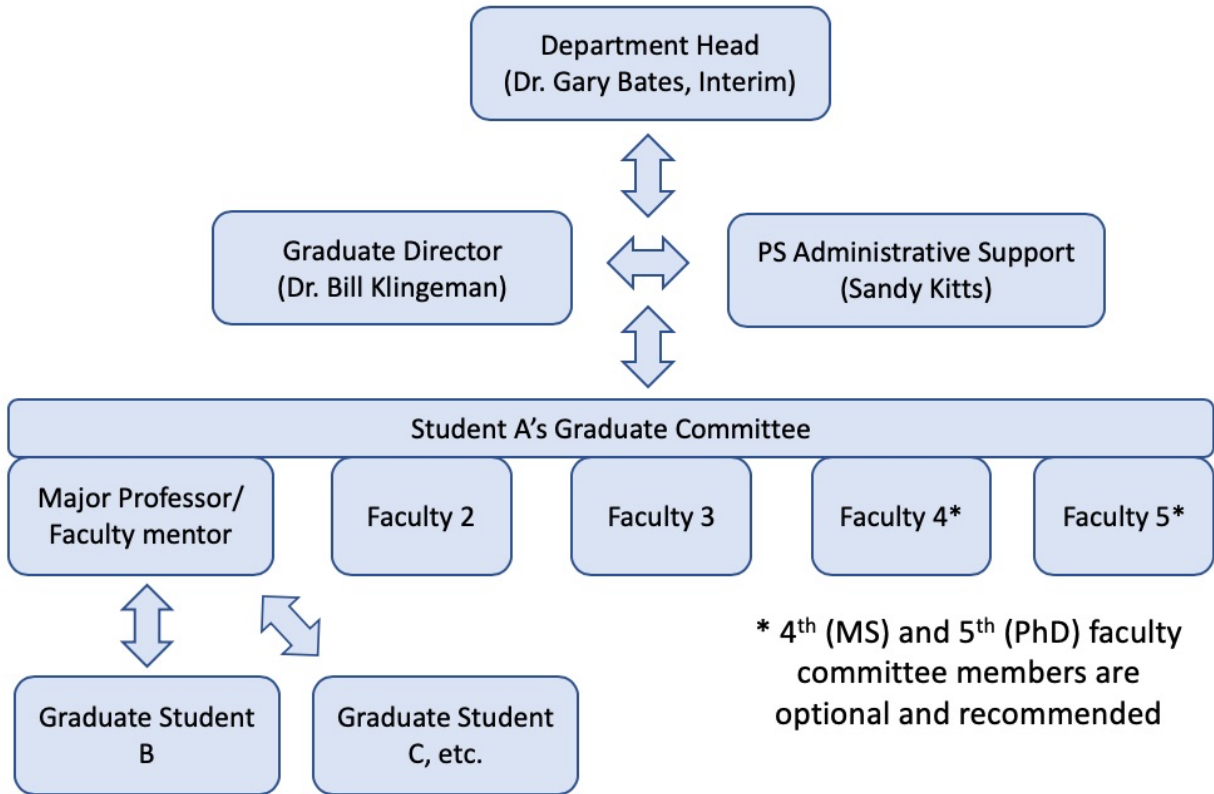 Department Head
(Dr. Gary Bates, Interim)
Graduate Director
(Dr. Bill Klingeman)
PS Administrative Support
(Sandy Kitts)
Student A’s Graduate Committee
Major Professor/
Faculty mentor
Faculty 2
Faculty 3
Faculty 4*
Faculty 5*
Graduate Student
B
Graduate Student
C, etc.
* 4th (MS) and 5th (PhD) faculty
committee members are
optional and recommended